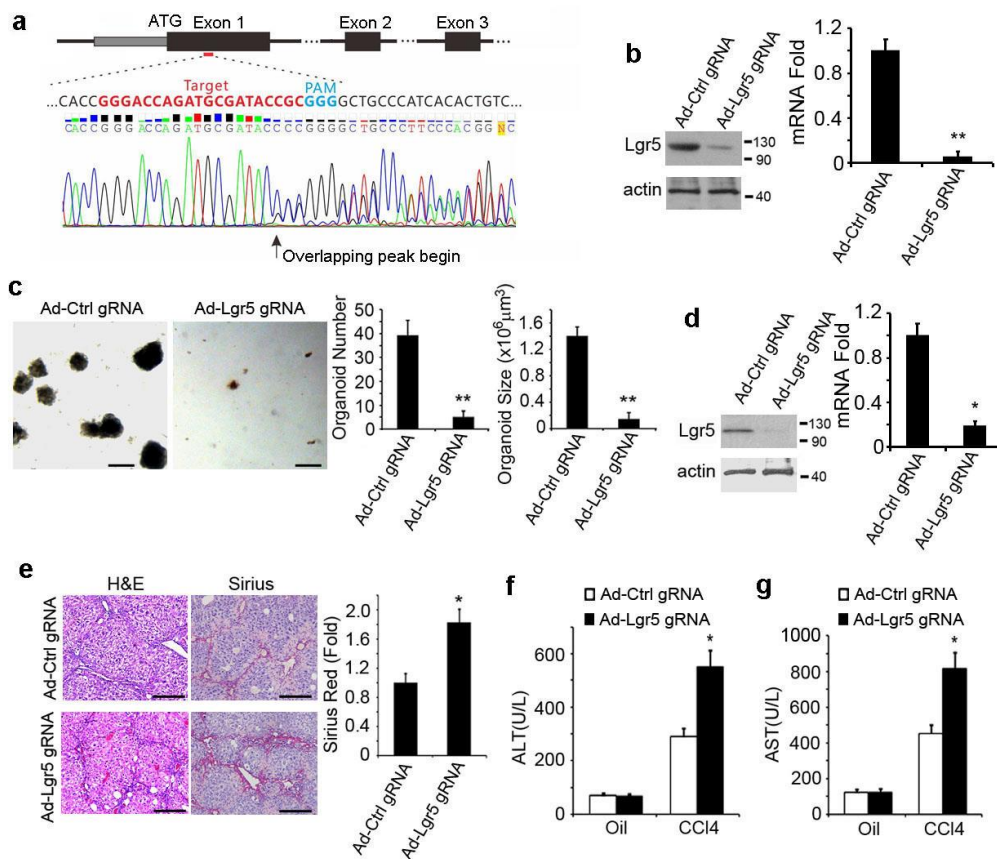 a
ATG
Exon 1
Exon 2
Exon 3
Target
PAM
...CACCGGGACCAGATGCGATACCGCGGGGCTGCCCATCACACTGTC...
CACCGGGACCAGATGCGATACCCCGGGGCTGCCCTTCCCACGGNC
Overlapping peak begin
b
Ad-Ctrl gRNA
Ad-Lgr5 gRNA
Lgr5
130
90
actin
40
mRNA Fold
1.2
0.8
0.4
0
**
Ad-Ctrl gRNA
Ad-Lgr5 gRNA
c
Ad-Ctrl gRNA
Ad-Lgr5 gRNA
Organoid Number
50
40
30
20
10
0
**
Ad-Ctrl gRNA
Ad-Lgr5 gRNA
Organoid Size (x10⁶μm³)
1.6
1.2
0.8
0.4
0
**
Ad-Ctrl gRNA
Ad-Lgr5 gRNA
d
Ad-Ctrl gRNA
Ad-Lgr5 gRNA
Lgr5
130
90
actin
40
mRNA Fold
1.2
0.8
0.4
0
*
Ad-Ctrl gRNA
Ad-Lgr5 gRNA
e
H&E
Sirius
Ad-Ctrl gRNA
Ad-Lgr5 gRNA
Sirius Red (Fold)
2.0
1.6
1.2
0.8
0.4
0
*
Ad-Ctrl gRNA
Ad-Lgr5 gRNA
f
Ad-Ctrl gRNA
Ad-Lgr5 gRNA
ALT(U/L)
600
400
200
0
*
Oil
CCl4
g
Ad-Ctrl gRNA
Ad-Lgr5 gRNA
AST(U/L)
1000
800
600
400
200
0
*
Oil
CCl4